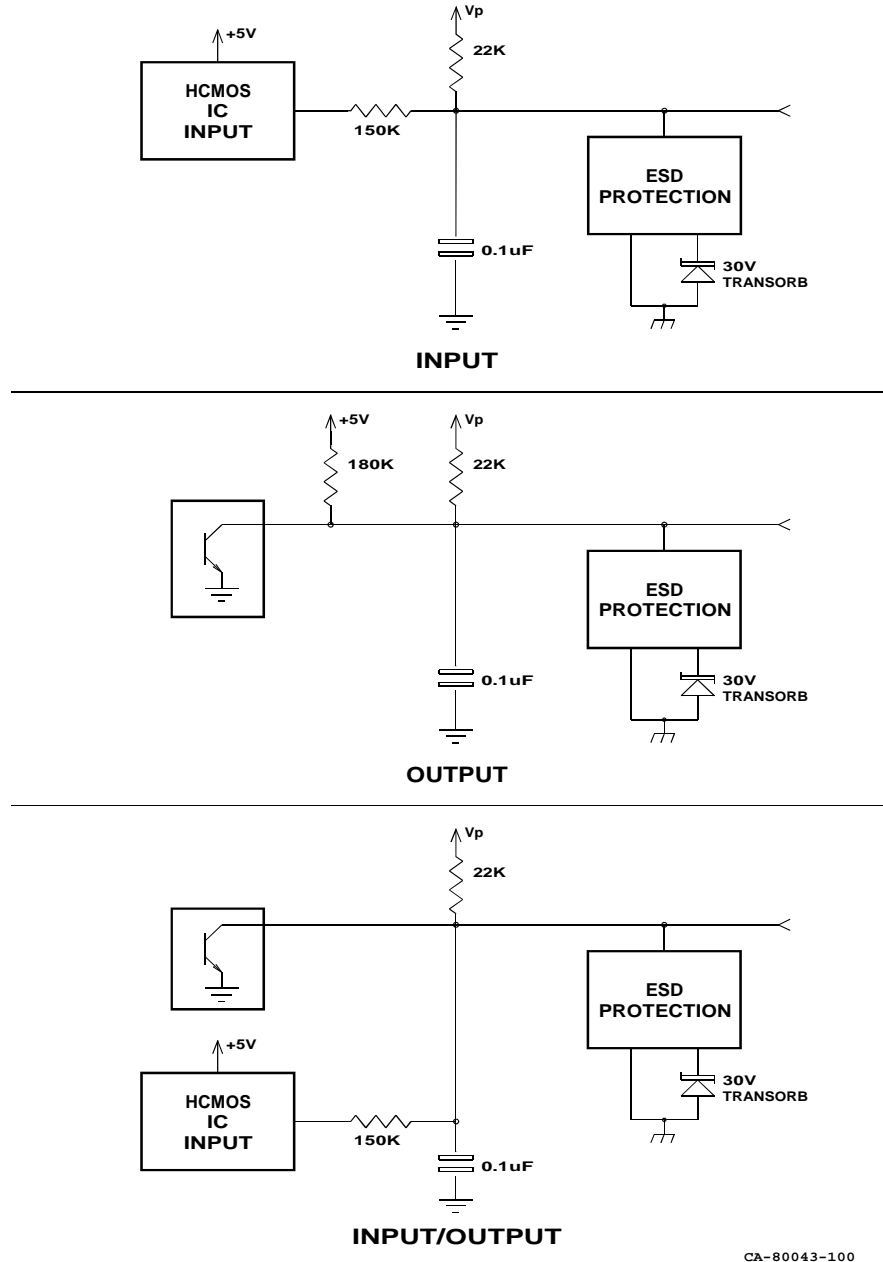 Vp
+5V
22K
HCMOS
IC
INPUT
150K
ESD
PROTECTION
0.1uF
30V
TRANSORB
INPUT
+5V
Vp
180K
22K
ESD
PROTECTION
0.1uF
30V
TRANSORB
OUTPUT
Vp
22K
ESD
PROTECTION
+5V
30V
TRANSORB
HCMOS
IC
INPUT
150K
0.1uF
INPUT/OUTPUT
CA-80043-100